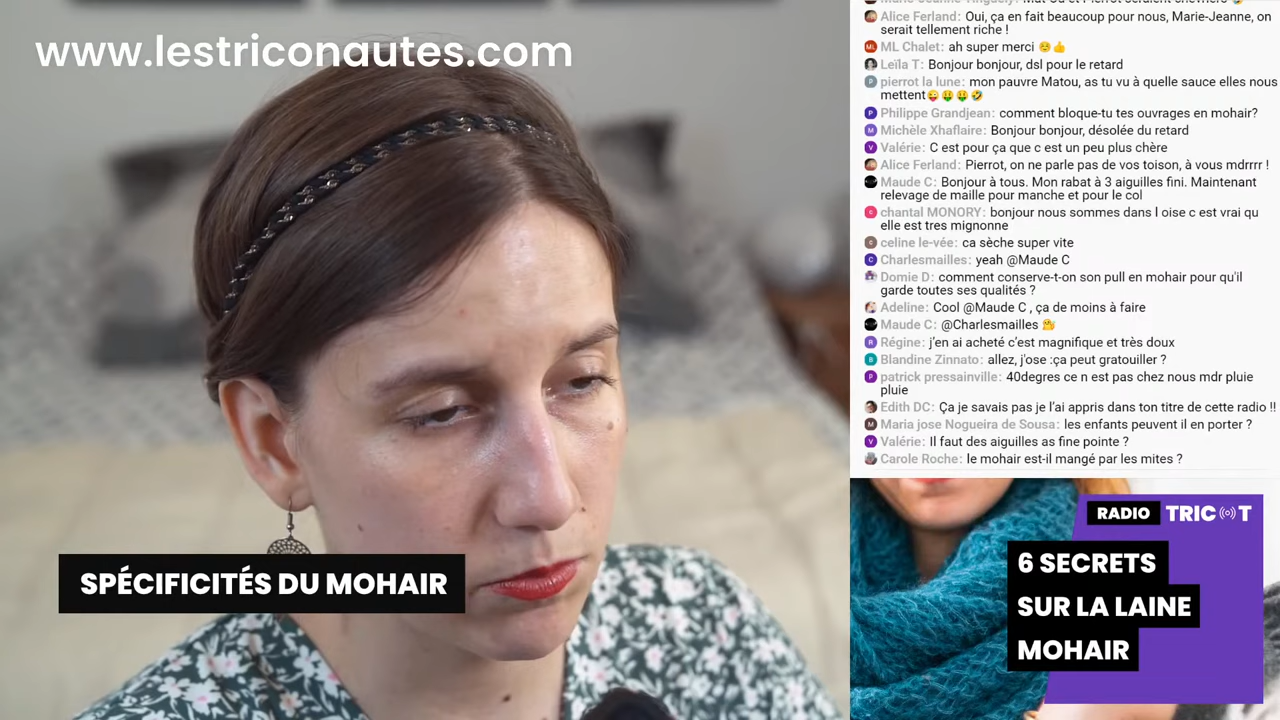 www.lestriconautes.com
SPÉCIFICITÉS DU MOHAIR
Alice Ferland: Oui, ça en fait beaucoup pour nous, Marie-Jeanne, on
serait tellement riche !
ML Chalet: ah super merci ☺️👍
Leïla T: Bonjour bonjour, dsl pour le retard
pierrot la lune: mon pauvre Matou, as tu vu à quelle sauce elles nous
mettent😜🤑🤑🤣
Philippe Grandjean: comment bloque-tu tes ouvrages en mohair?
Michèle Xhaflaire: Bonjour bonjour, désolée du retard
Valérie: C est pour ça que c est un peu plus chère
Alice Ferland: Pierrot, on ne parle pas de vos toison, à vous mdrrrr !
Maude C: Bonjour à tous. Mon rabat à 3 aiguilles fini. Maintenant
relevage de maille pour manche et pour le col
chantal MONORY: bonjour nous sommes dans l oise c est vrai qu
elle est tres mignonne
celine le-vée: ca sèche super vite
Charlesmailles: yeah @Maude C
Domie D: comment conserve-t-on son pull en mohair pour qu'il
garde toutes ses qualités ?
Adeline: Cool @Maude C , ça de moins à faire
Maude C: @Charlesmailles 🤗
Régine: j'en ai acheté c'est magnifique et très doux
Blandine Zinnato: allez, j'ose :ça peut gratouiller ?
patrick pressainville: 40degres ce n est pas chez nous mdr pluie
pluie
Edith DC: Ça je savais pas je l'ai appris dans ton titre de cette radio !!
Maria jose Nogueira de Sousa: les enfants peuvent il en porter ?
Valérie: Il faut des aiguilles as fine pointe ?
Carole Roche: le mohair est-il mangé par les mites ?
RADIO TRICOT
6 SECRETS
SUR LA LAINE
MOHAIR